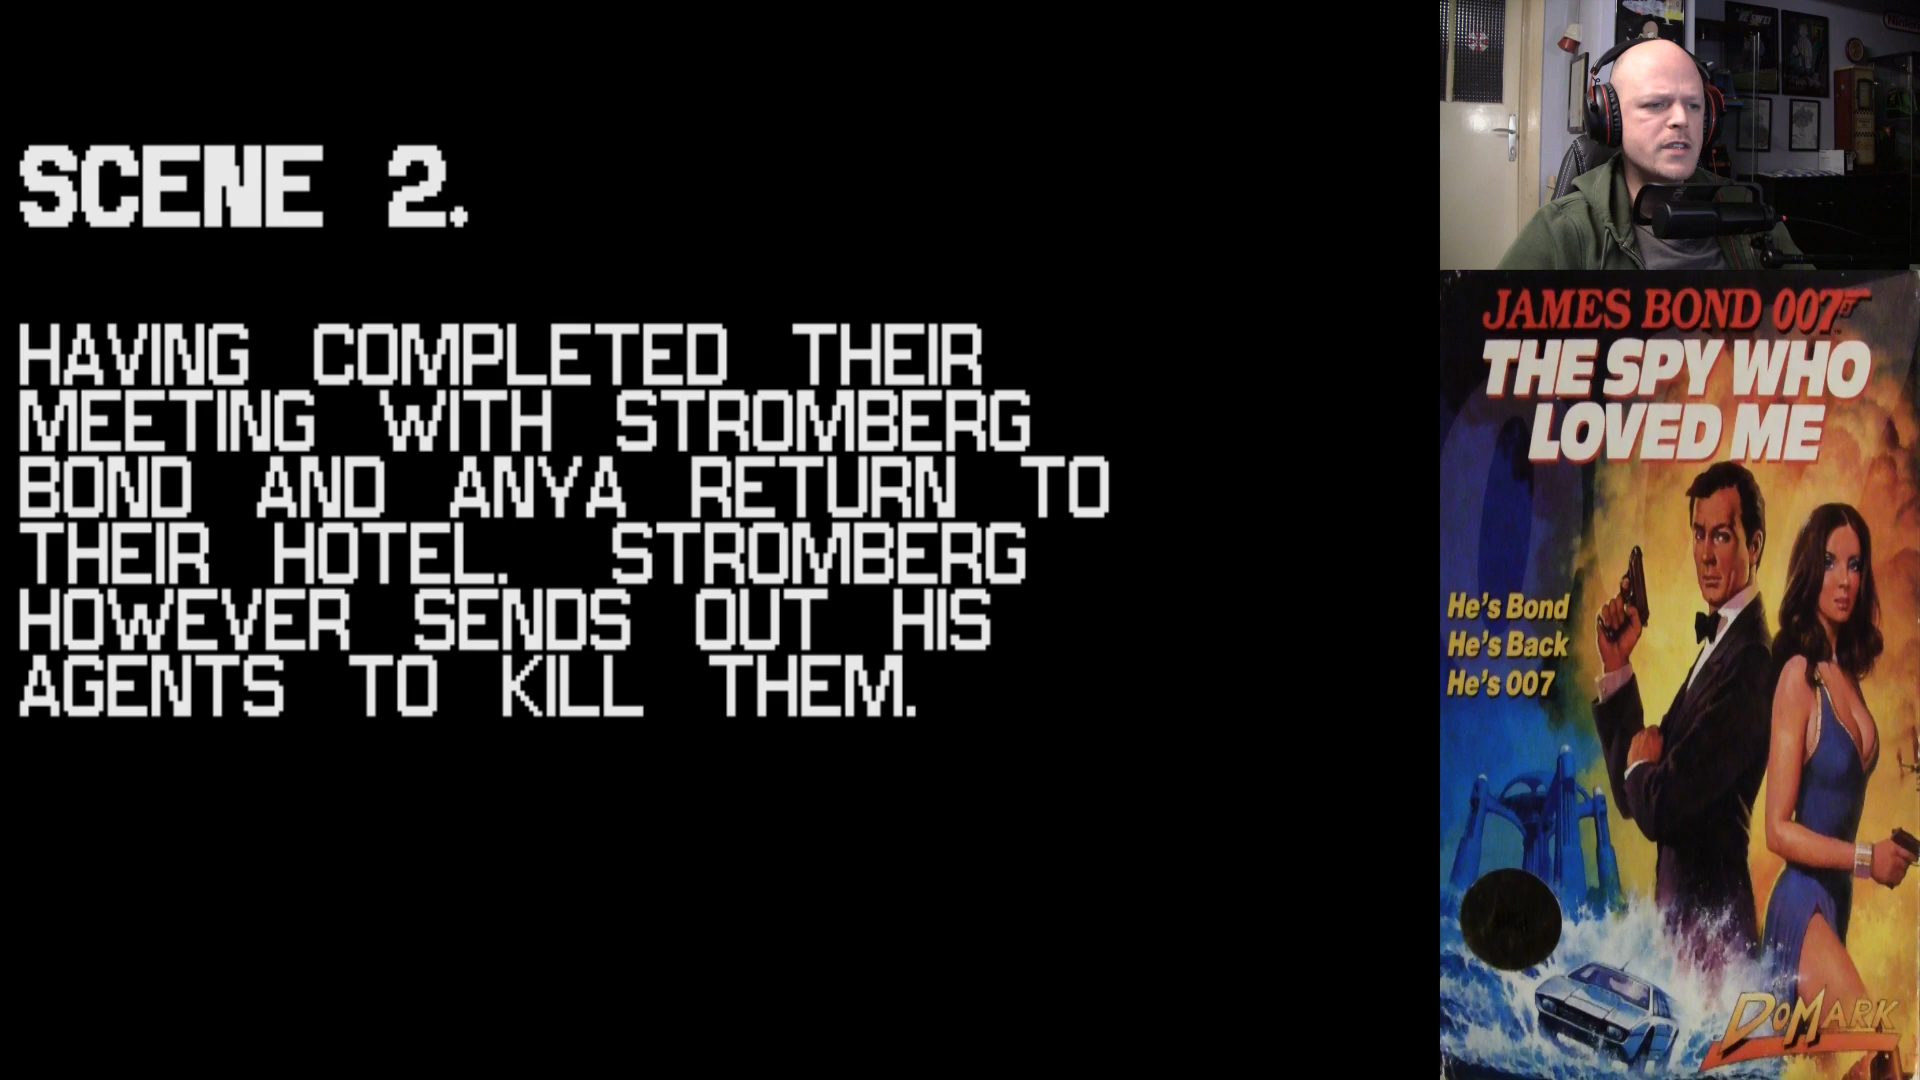 SCENE 2.
HAVING COMPLETED THEIR
MEETING WITH STROMBERG
BOND AND ANYA RETURN TO
THEIR HOTEL. STROMBERG
HOWEVER SENDS OUT HIS
AGENTS TO KILL THEM.
JAMES BOND 007
THE SPY WHO
LOVED ME
He's Bond
He's Back
He's 007
DOMARK